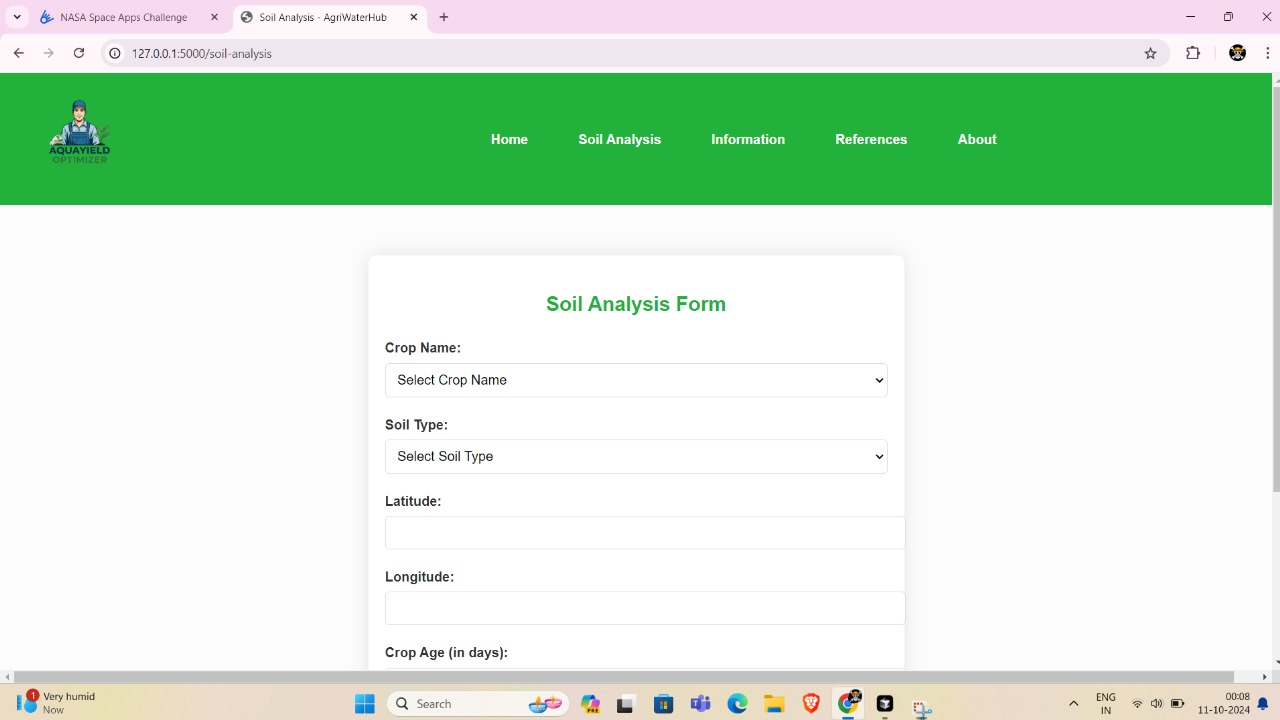 NASA Space Apps Challenge
Soil Analysis - AgriWaterHub
127.0.0.1:5000/soil-analysis
AQUAYIELD
OPTIMIZER
Home
Soil Analysis
Information
References
About
Soil Analysis Form
Crop Name:
Select Crop Name
Soil Type:
Select Soil Type
Latitude:
Longitude:
Crop Age (in days):
1
Very humid
Now
Search
PRE
ENG
IN
00:08
11-10-2024